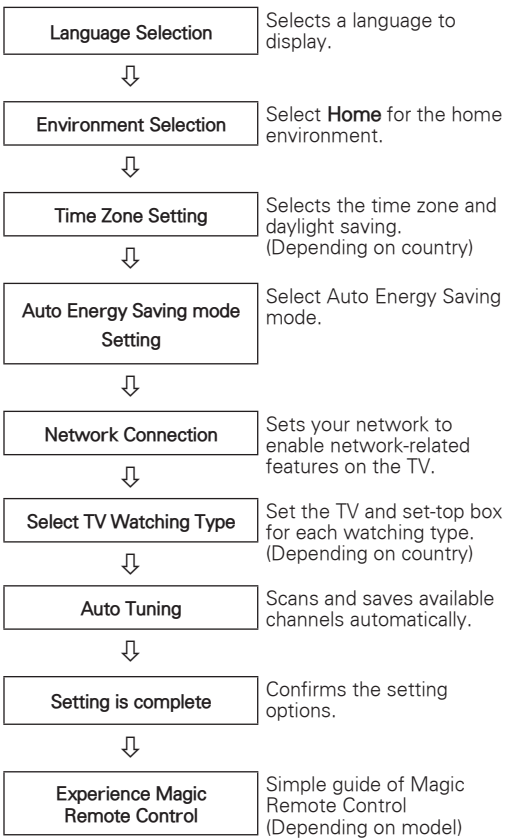 Language Selection
Selects a language to
display.
Environment Selection
Select Home for the home
environment.
Time Zone Setting
Selects the time zone and
daylight saving.
(Depending on country)
Auto Energy Saving mode
Setting
Select Auto Energy Saving
mode.
Network Connection
Sets your network to
enable network-related
features on the TV.
Select TV Watching Type
Set the TV and set-top box
for each watching type.
(Depending on country)
Auto Tuning
Scans and saves available
channels automatically.
Setting is complete
Confirms the setting
options.
Experience Magic
Remote Control
Simple guide of Magic
Remote Control
(Depending on model)